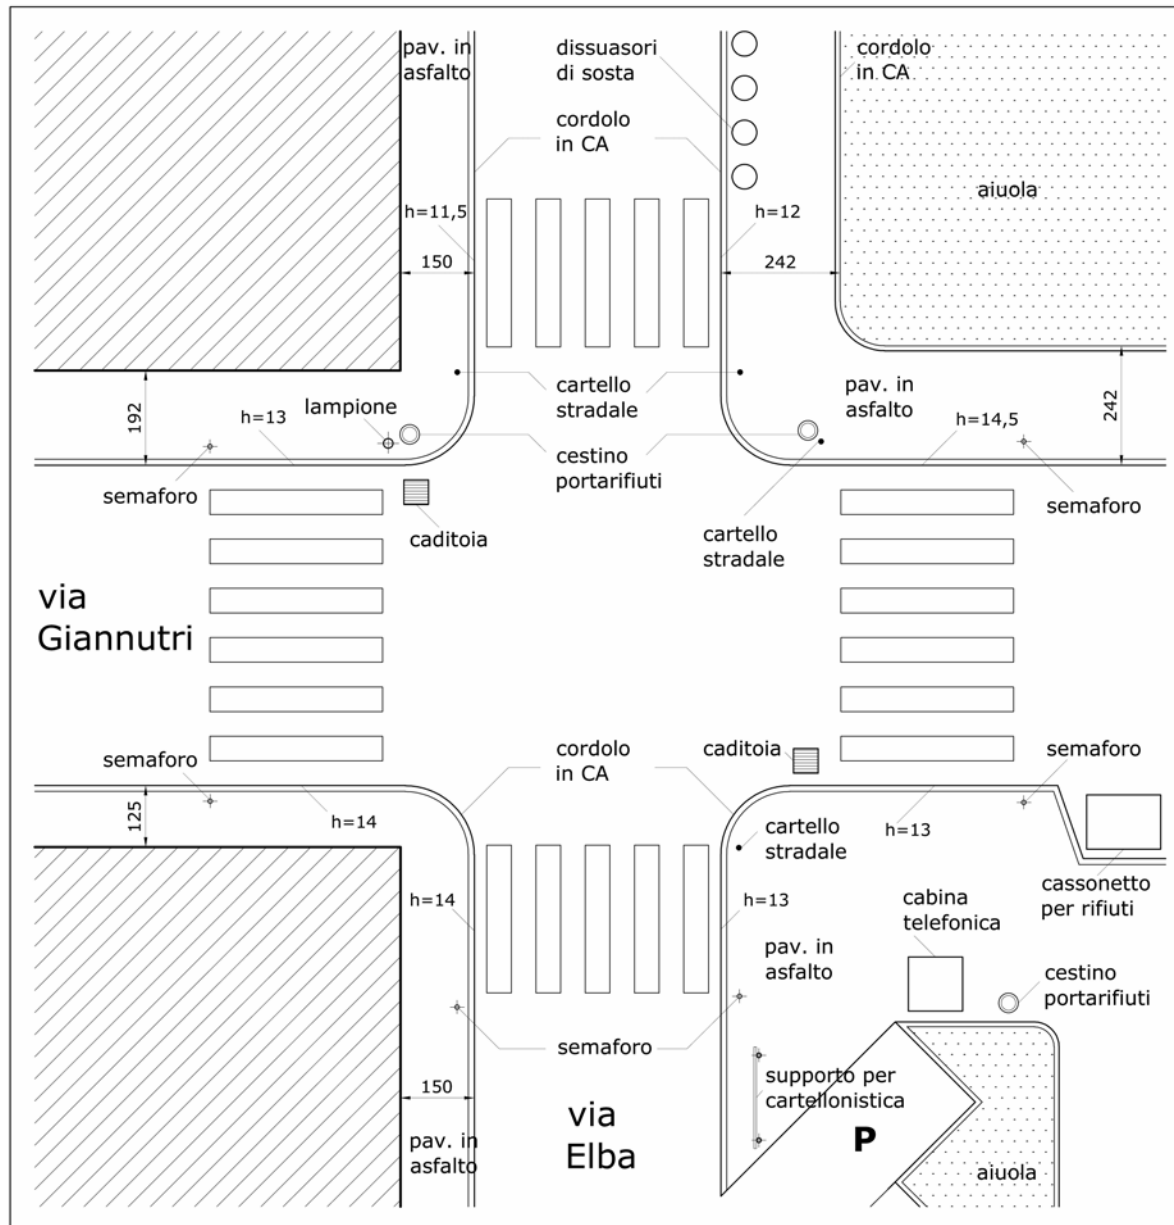 pav. in
asfalto
dissuasori
di sosta
cordolo
in CA
cordolo
in CA
aiuola
h=11,5
h=12
150
242
192
h=13
lampione
cartello
stradale
pav. in
asfalto
h=14,5
242
semaforo
cestino
portarifiuti
semaforo
caditoia
cartello
stradale
via
Giannutri
semaforo
cordolo
in CA
caditoia
semaforo
125
h=14
cartello
stradale
h=13
h=14
h=13
cassonetto
per rifiuti
cabina
telefonica
pav. in
asfalto
cestino
portarifiuti
semaforo
150
supporto per
cartellonistica
via
Elba
P
pav. in
asfalto
aiuola